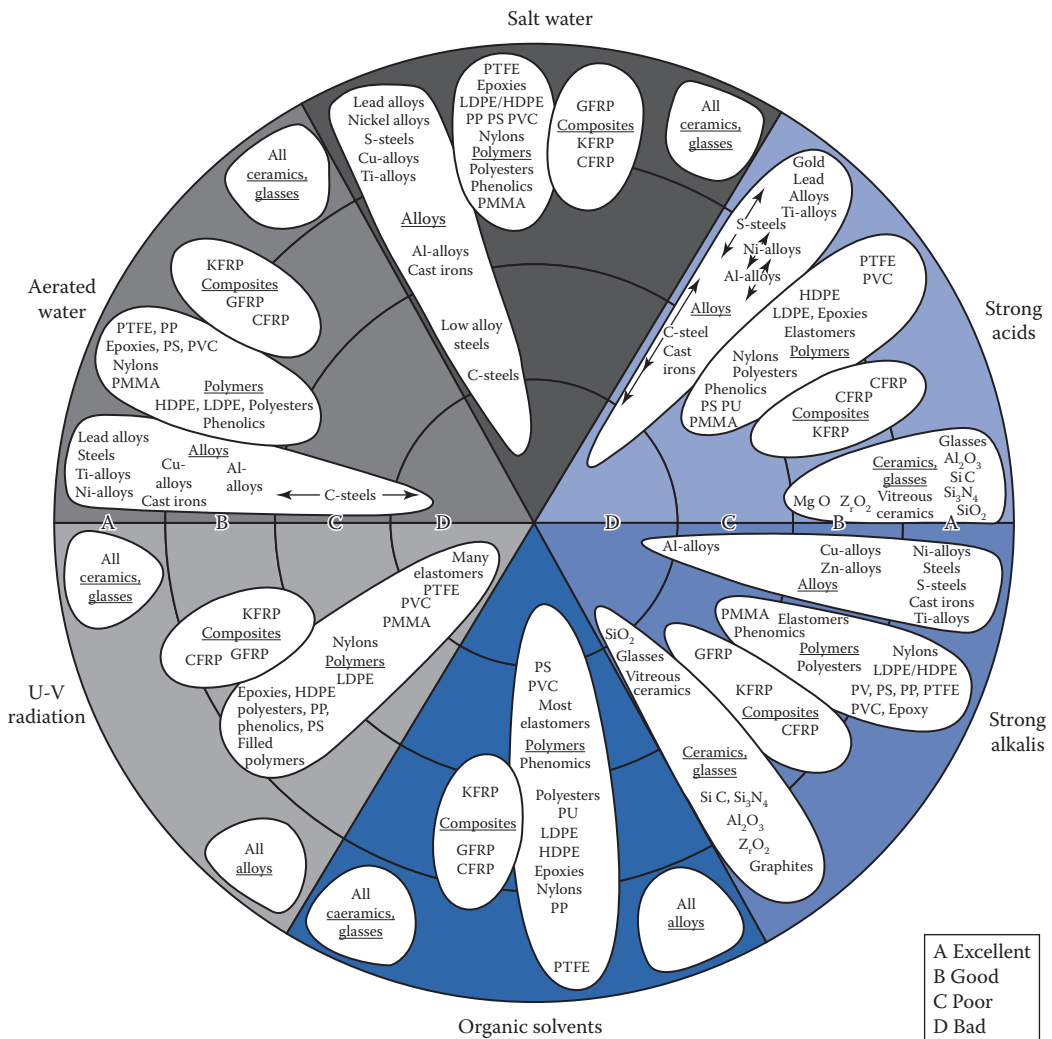 Salt water
PTFE
Epoxies
LDPE/HDPE
PP PS PVC
Nylons
Polymers
Polyesters
Phenolics
PMMA
GFRP
Composites
KFRP
CFRP
All
ceramics,
glasses
Lead alloys
Nickel alloys
S-steels
Cu-alloys
Ti-alloys
Alloys
Al-alloys
Cast irons
Low alloy
steels
C-steels
Strong
acids
Gold
Lead
Alloys
Ti-alloys
S-steels
Ni-alloys
Al-alloys
Alloys
C-steel
Cast
irons
PTFE
PVC
HDPE
LDPE, Epoxies
Elastomers
Polymers
Nylons
Polyesters
Phenolics
PS PU
PMMA
CFRP
CFRP
Composites
KFRP
Glasses
Al2O3
Si C
Si3N4
SiO2
Ceramics,
glasses
Vitreous
ceramics
Mg O ZrO2
Aerated
water
All
ceramics,
glasses
KFRP
Composites
GFRP
CFRP
PTFE, PP
Epoxies, PS, PVC
Nylons
PMMA
Polymers
HDPE, LDPE, Polyesters
Phenolics
Lead alloys
Steels
Ti-alloys
Ni-alloys
Alloys
Cu-
alloys
Cast irons
Al-
alloys
C-steels
A B C D D C B A
U-V
radiation
All
ceramics,
glasses
KFRP
Composites
GFRP
CFRP
Many
elastomers
PTFE
PVC
PMMA
Nylons
Polymers
LDPE
Epoxies, HDPE
polyesters, PP,
phenolics, PS
Filled
polymers
All
alloys
Organic solvents
All
caeramics,
glasses
KFRP
Composites
GFRP
CFRP
PS
PVC
Most
elastomers
Polymers
Phenomics
Polyesters
PU
LDPE
HDPE
Epoxies
Nylons
PP
PTFE
All
alloys
Strong
alkalis
Al-alloys
Cu-alloys
Zn-alloys
Alloys
Ni-alloys
Steels
S-steels
Cast irons
Ti-alloys
PMMA
Elastomers
Phenomics
Polymers
Polyesters
Nylons
LDPE/HDPE
PV, PS, PP, PTFE
PVC, Epoxy
GFRP
KFRP
Composites
CFRP
SiO2
Glasses
Vitreous
ceramics
Ceramics,
glasses
Si C, Si3N4
Al2O3
ZrO2
Graphites
A Excellent
B Good
C Poor
D Bad